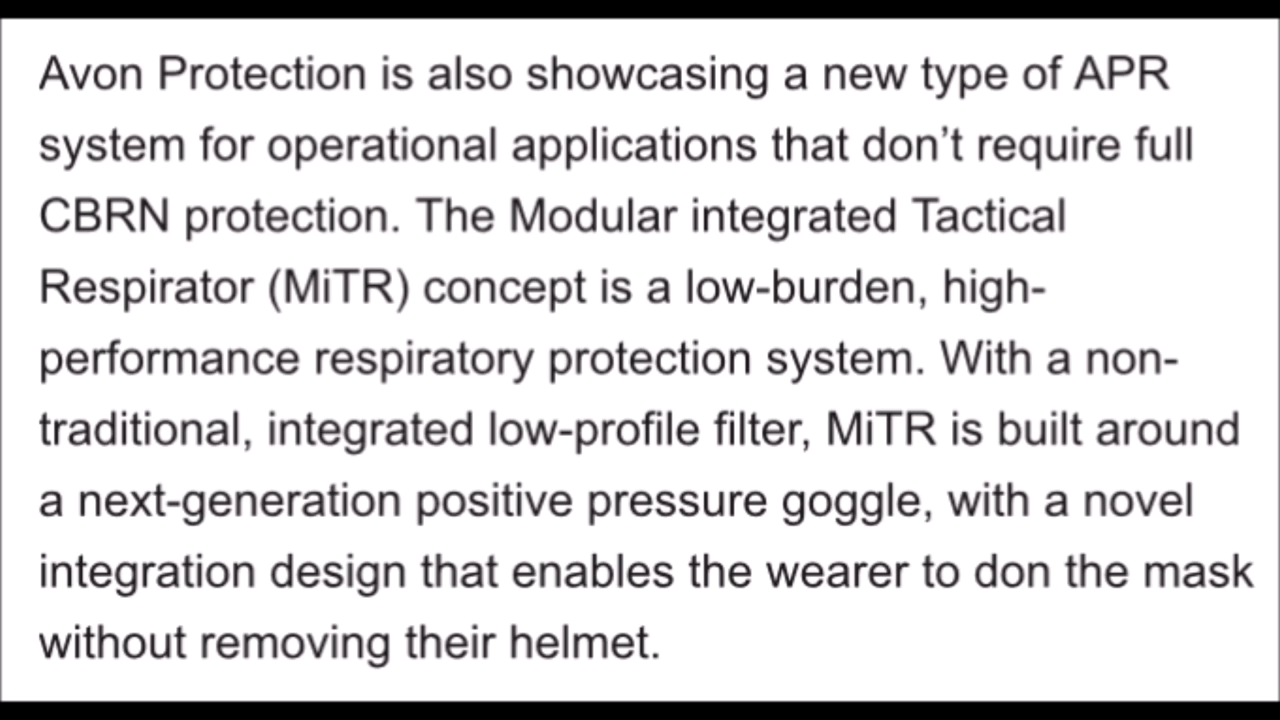 Avon Protection is also showcasing a new type of APR
system for operational applications that don’t require full
CBRN protection. The Modular integrated Tactical
Respirator (MiTR) concept is a low-burden, high-
performance respiratory protection system. With a non-
traditional, integrated low-profile filter, MiTR is built around
a next-generation positive pressure goggle, with a novel
integration design that enables the wearer to don the mask
without removing their helmet.